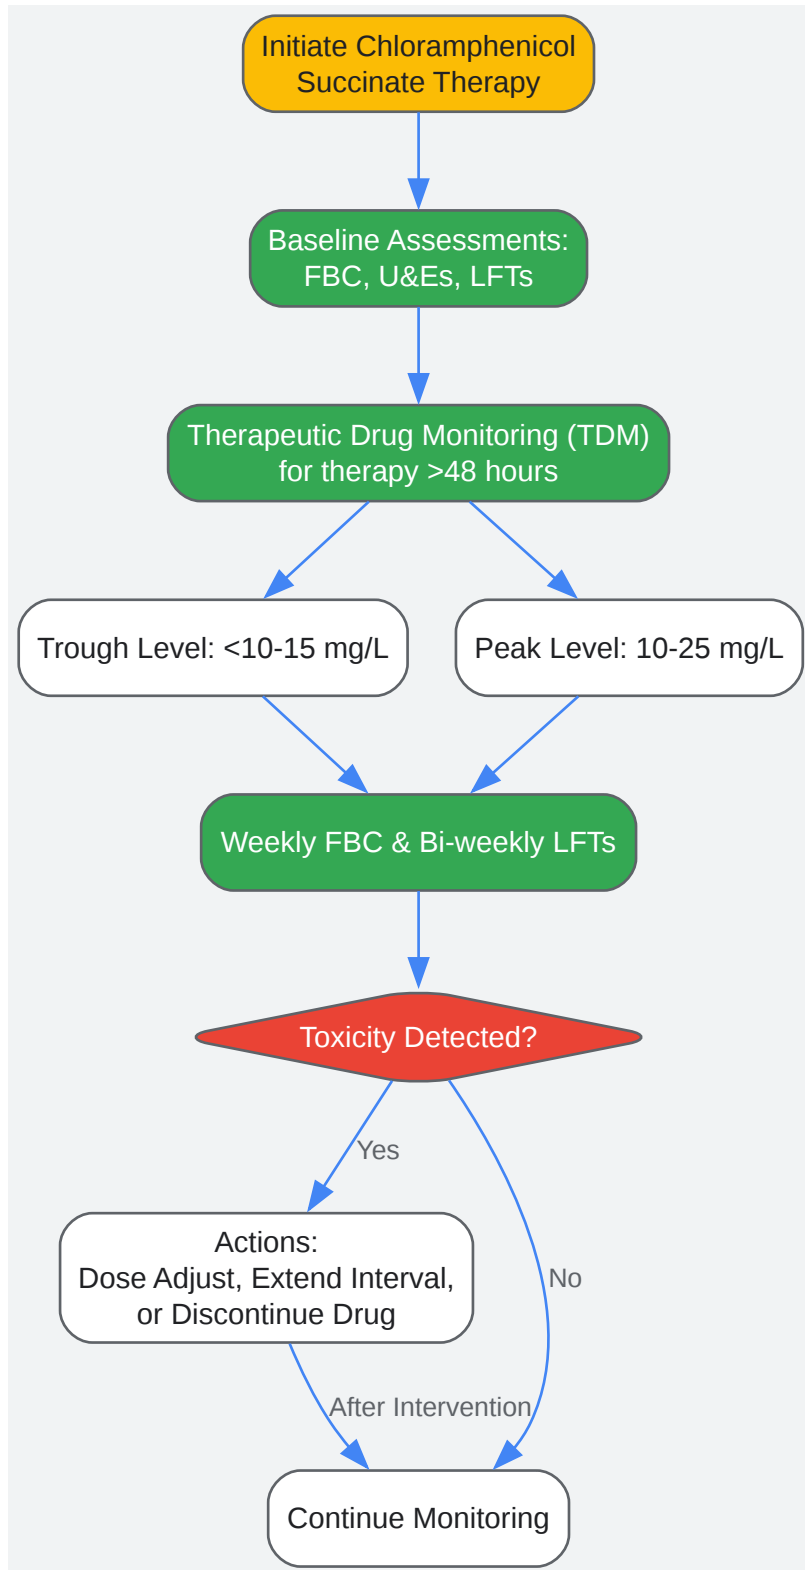 Initiate Chloramphenicol
Succinate Therapy
Baseline Assessments:
FBC, U&Es, LFTs
Therapeutic Drug Monitoring (TDM)
for therapy >48 hours
Trough Level: <10-15 mg/L
Peak Level: 10-25 mg/L
Weekly FBC & Bi-weekly LFTs
Toxicity Detected?
Yes
Actions:
Dose Adjust, Extend Interval,
or Discontinue Drug
No
After Intervention
Continue Monitoring